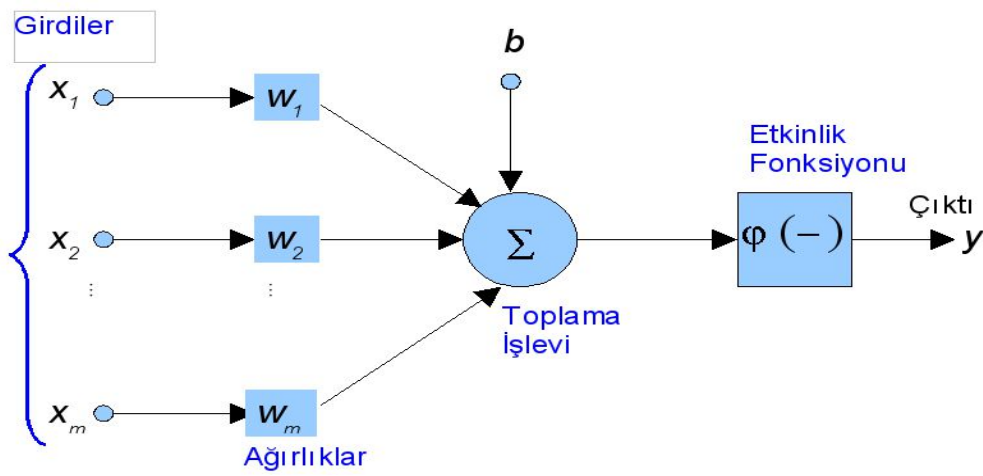 Girdiler
b
x1
w1
Etkinlik
Fonksiyonu
Çıktı
x2
w2
Σ
φ (−)
y
...
...
Toplama
İşlevi
xm
wm
Ağırlıklar